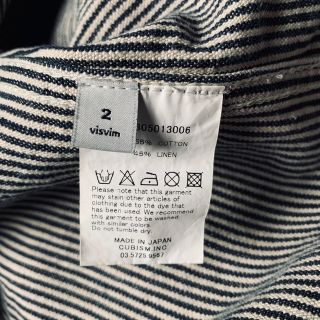 2
visvim
305013006
COTTON
LINEN
Please note that this garment
may stain other articles of
clothing due to the dye that
has been used. We recommend
this garment to be washed
with similar colors.
Do not tumble dry.
MADE IN JAPAN
CUBISM.INC
03.5725.9567